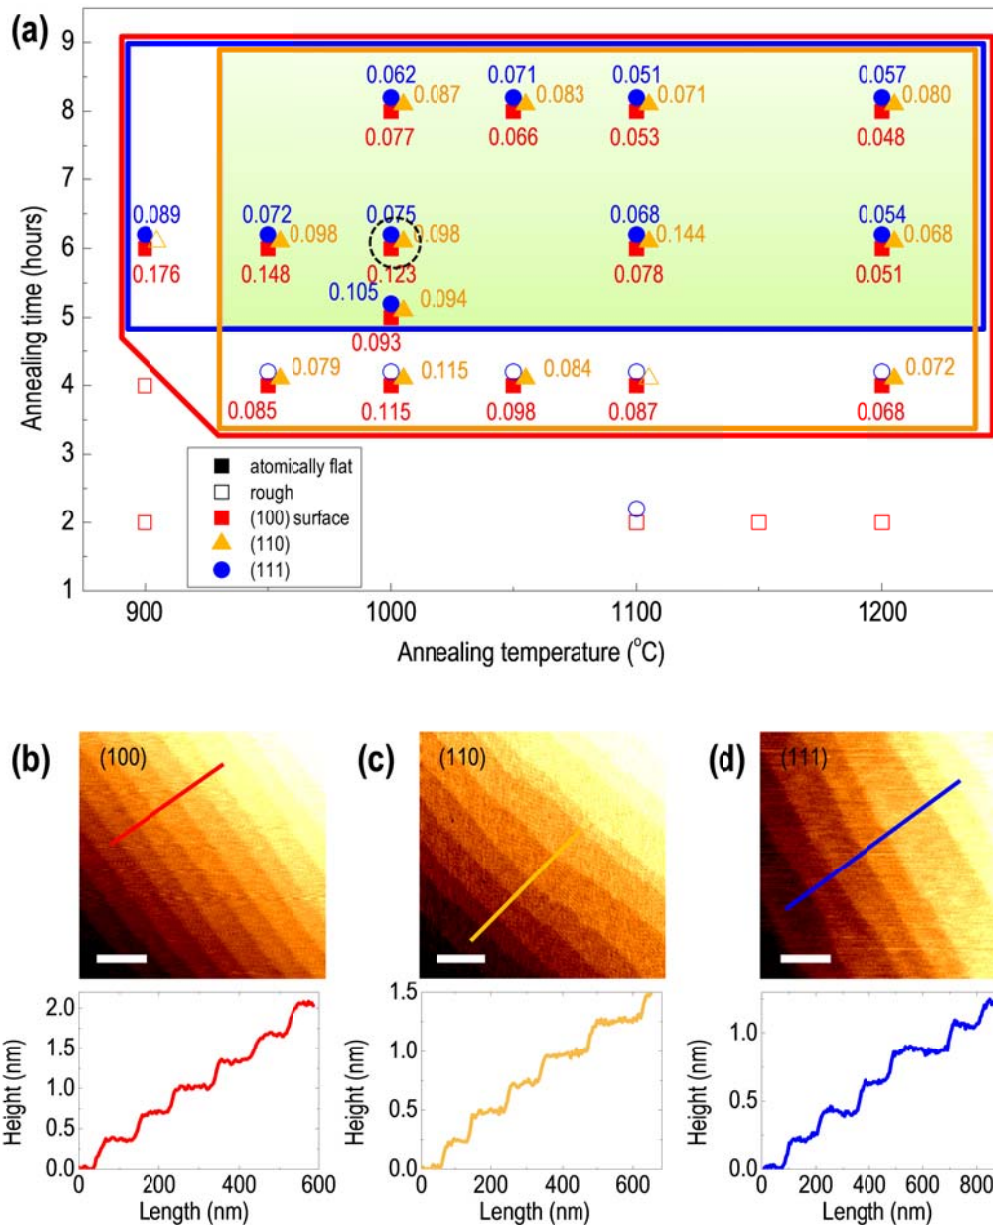 (a)
9
8
7
6
5
4
3
2
1
Annealing time (hours)
0.062 0.087 0.077
0.071 0.083 0.066
0.051 0.071 0.053
0.057 0.080 0.048
0.089 0.176
0.072 0.098 0.148
0.075 0.098 0.123
0.068 0.144 0.078
0.054 0.068 0.051
0.105 0.094 0.093
0.079 0.085
0.115 0.115
0.084 0.098
0.087
0.072 0.068
atomically flat
rough
(100) surface
(110)
(111)
900 1000 1100 1200
Annealing temperature (°C)
(b) (100)
(c) (110)
(d) (111)
2.0
1.5
1.0
0.5
0.0
Height (nm)
0 200 400 600
Length (nm)
1.5
1.0
0.5
0.0
Height (nm)
0 200 400 600
Length (nm)
1.0
0.5
0.0
Height (nm)
0 200 400 600 800
Length (nm)